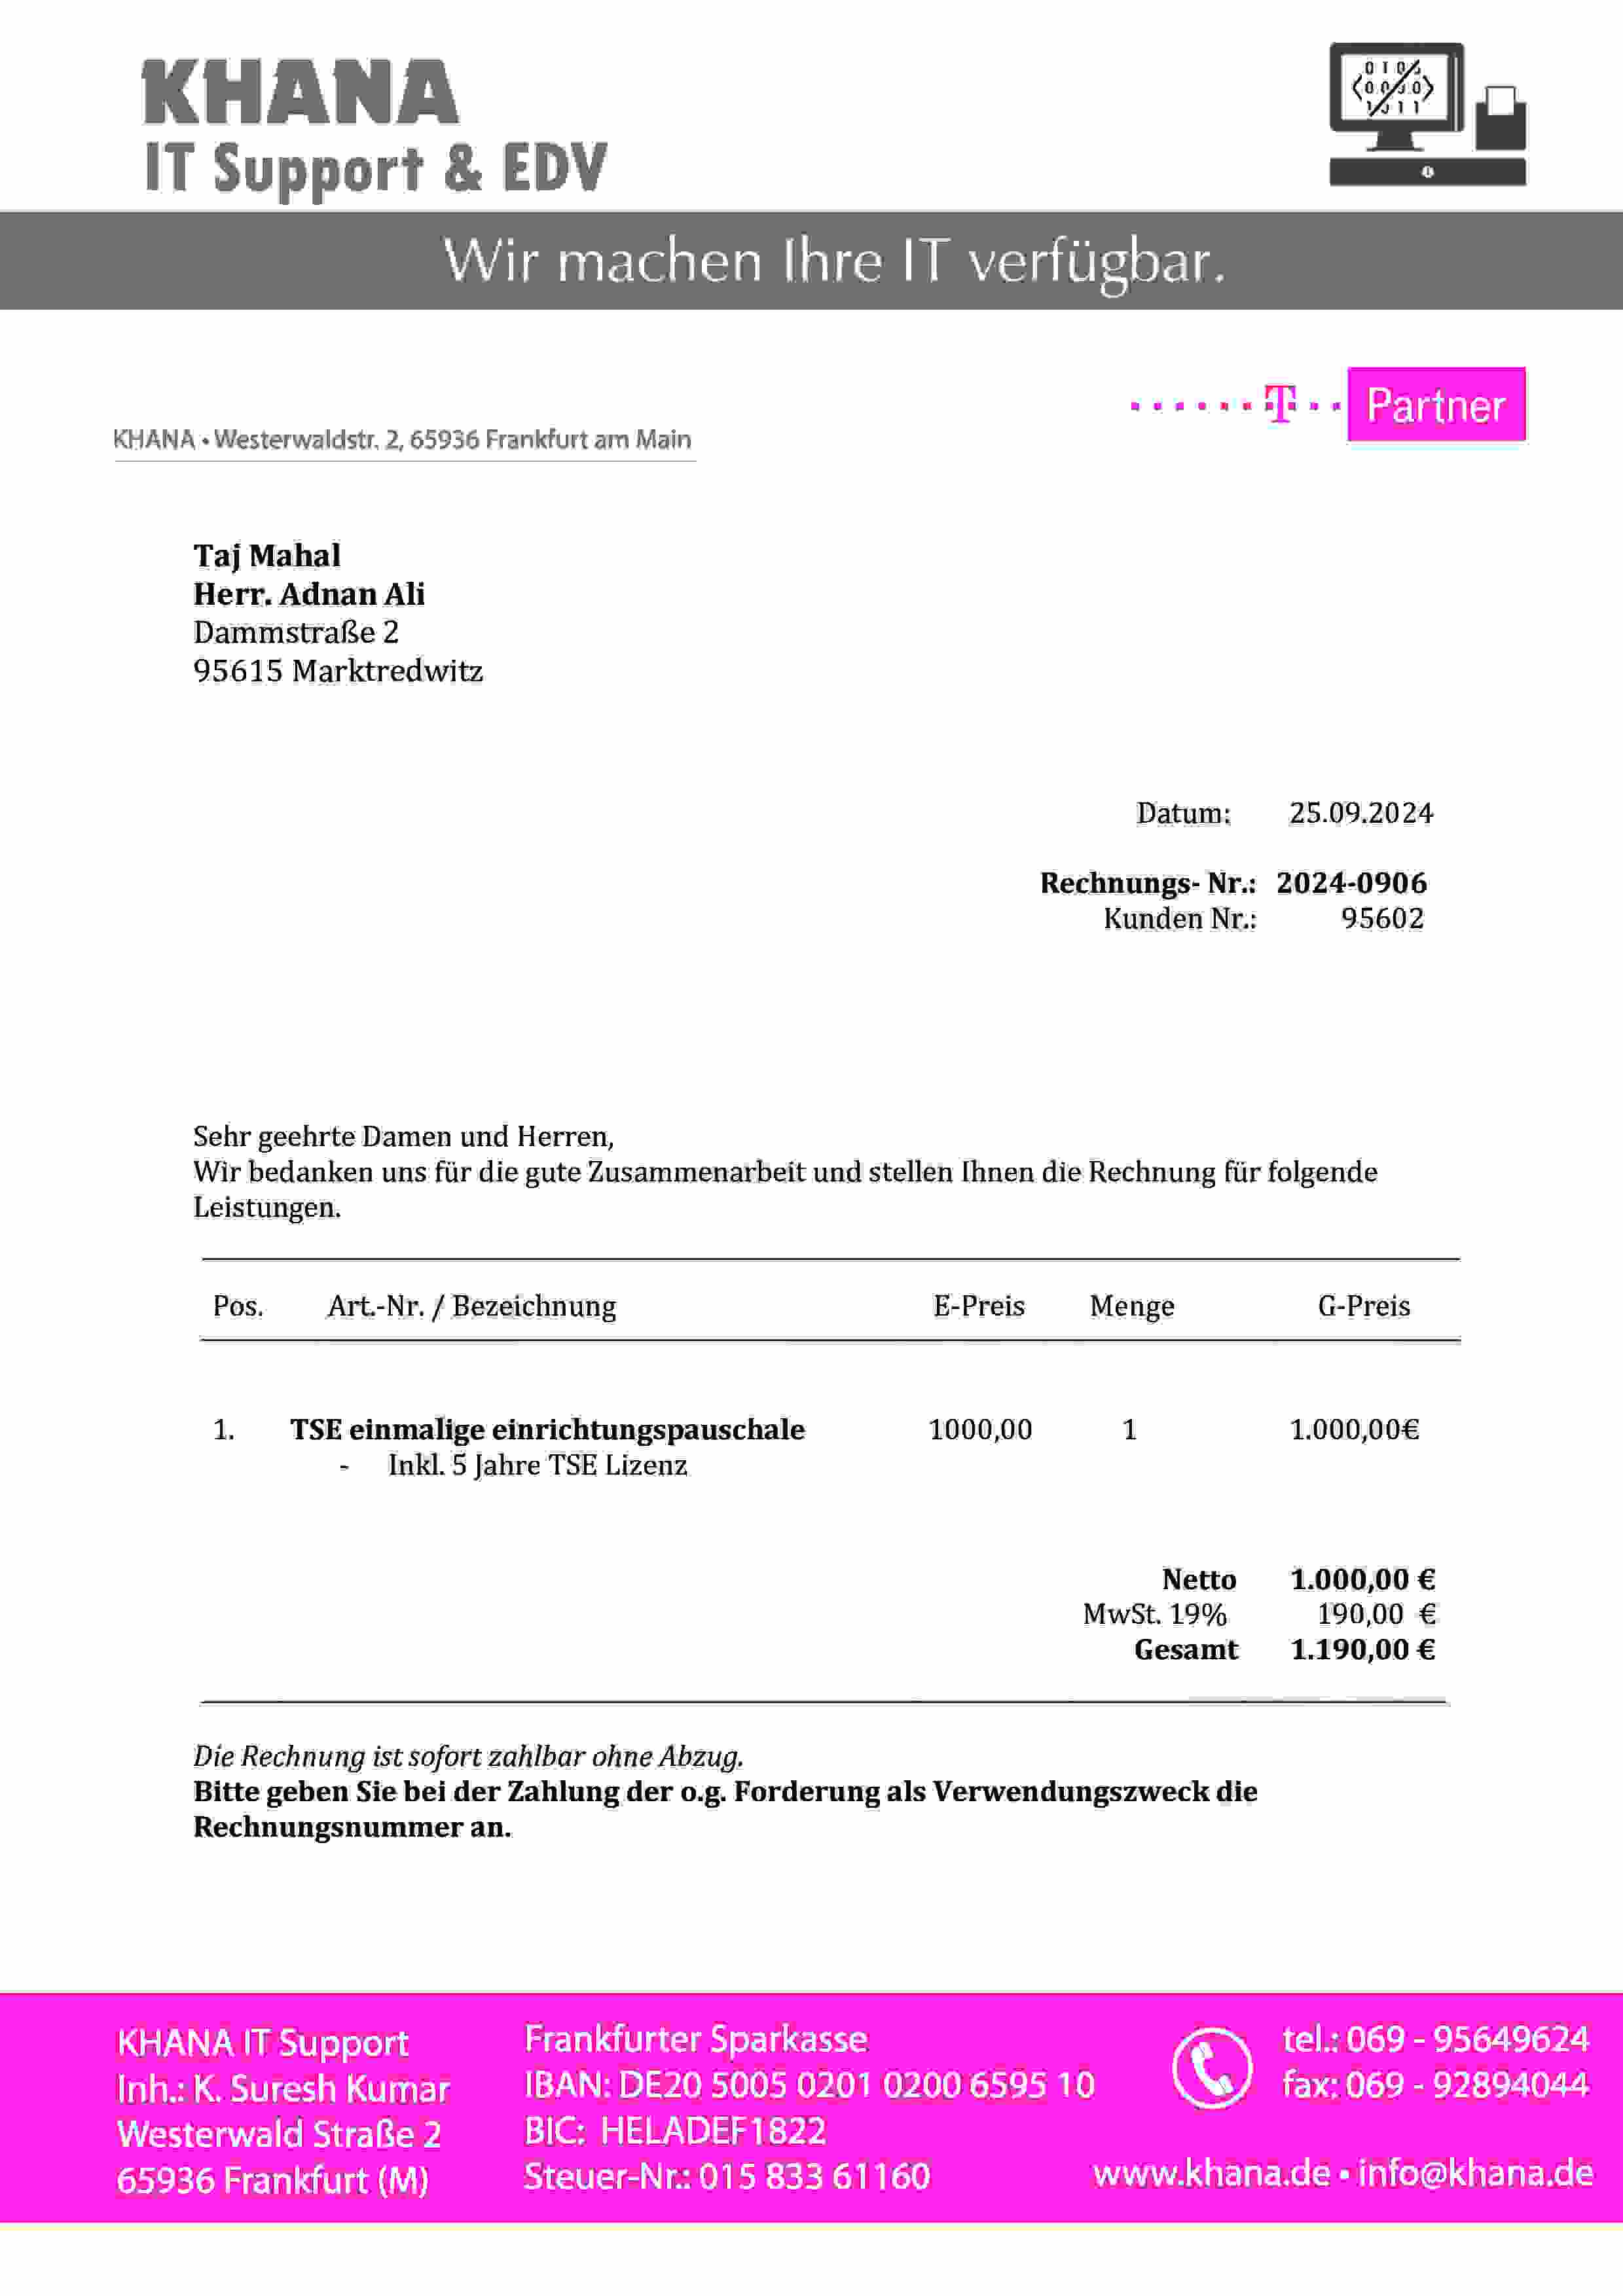 KHANA
IT Support & EDV
Wir machen Ihre IT verfügbar.
T Partner
KHANA • Westerwaldstr. 2, 65936 Frankfurt am Main
Taj Mahal
Herr. Adnan Ali
Dammstraße 2
95615 Marktredwitz
Datum: 25.09.2024
Rechnungs- Nr.: 2024-0906
Kunden Nr.: 95602
Sehr geehrte Damen und Herren,
Wir bedanken uns für die gute Zusammenarbeit und stellen Ihnen die Rechnung für folgende
Leistungen.
Pos. Art.-Nr. / Bezeichnung E-Preis Menge G-Preis
1. TSE einmalige einrichtungspauschale 1000,00 1 1.000,00€
- Inkl. 5 Jahre TSE Lizenz
Netto 1.000,00 €
MwSt. 19% 190,00 €
Gesamt 1.190,00 €
Die Rechnung ist sofort zahlbar ohne Abzug.
Bitte geben Sie bei der Zahlung der o.g. Forderung als Verwendungszweck die
Rechnungsnummer an.
KHANA IT Support
Inh.: K. Suresh Kumar
Westerwald Straße 2
65936 Frankfurt (M)
Frankfurter Sparkasse
IBAN: DE20 5005 0201 0200 6595 10
BIC: HELADEF1822
Steuer-Nr.: 015 833 61160
tel.: 069 - 95649624
fax: 069 - 92894044
www.khana.de • info@khana.de